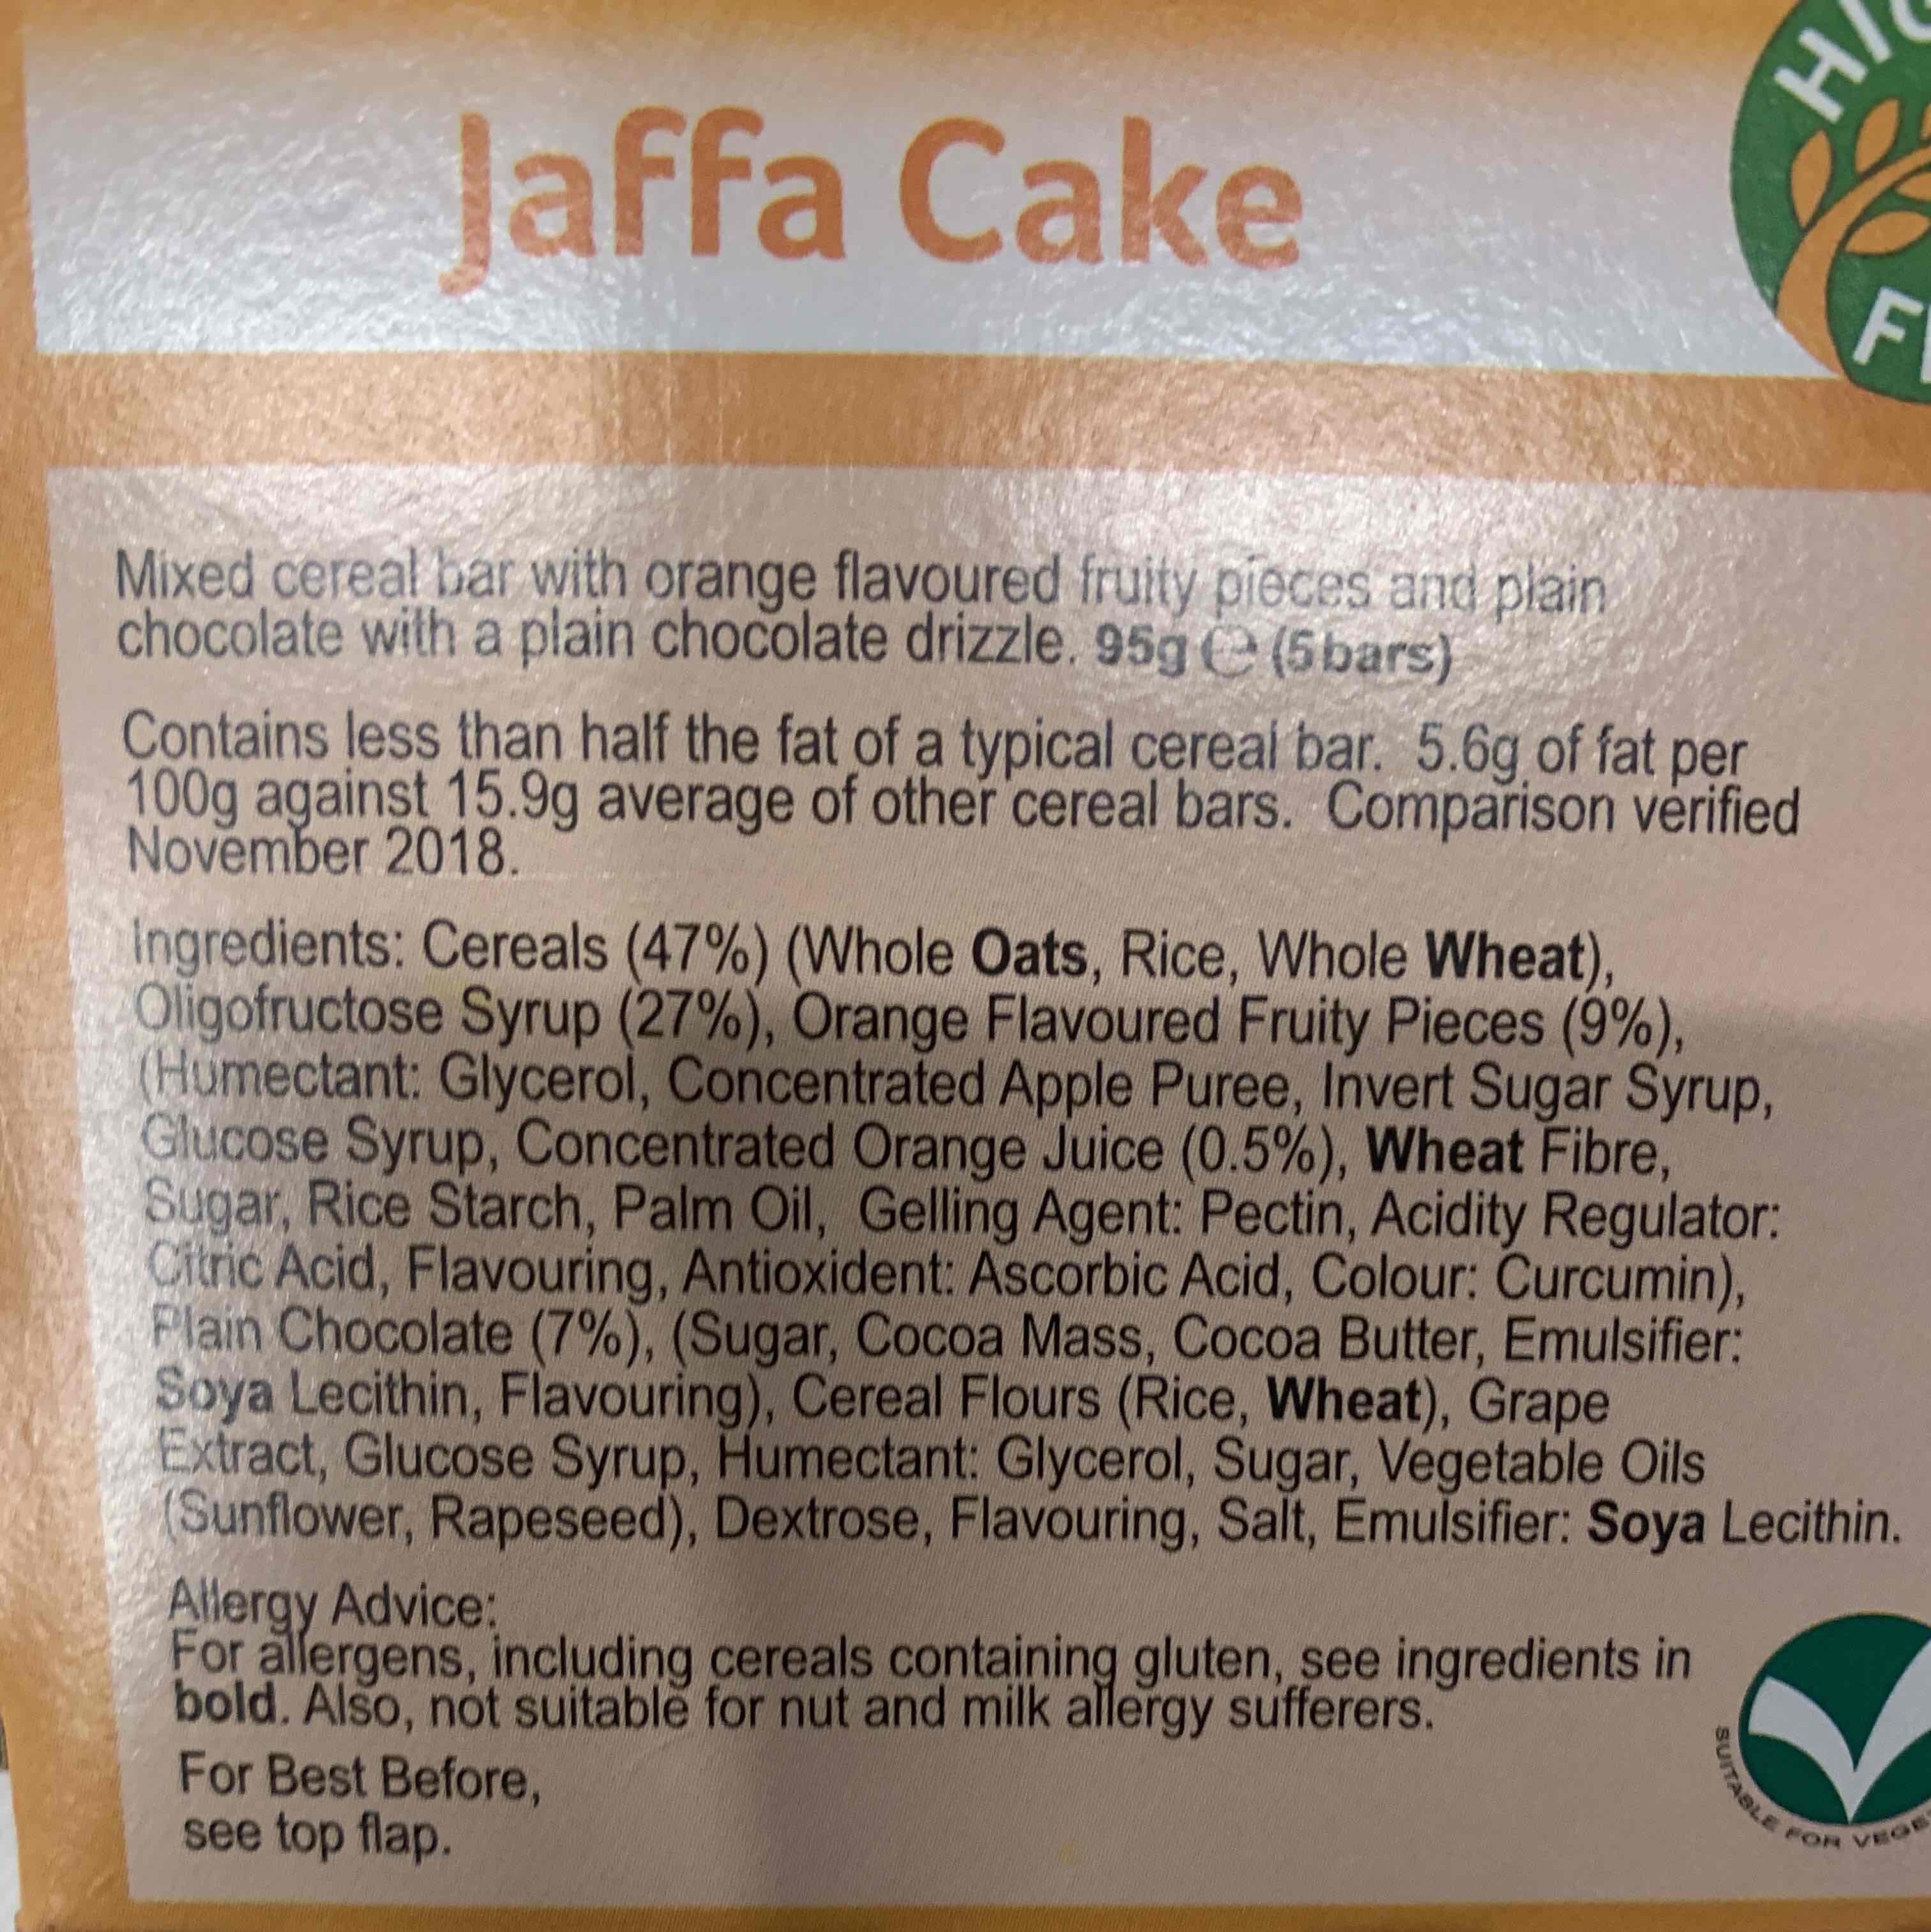 Jaffa Cake
Mixed cereal bar with orange flavoured fruity pieces and plain
chocolate with a plain chocolate drizzle. 95g ℮ (5 bars)
Contains less than half the fat of a typical cereal bar. 5.6g of fat per
100g against 15.9g average of other cereal bars. Comparison verified
November 2018.
Ingredients: Cereals (47%) (Whole Oats, Rice, Whole Wheat),
Oligofructose Syrup (27%), Orange Flavoured Fruity Pieces (9%),
(Humectant: Glycerol, Concentrated Apple Puree, Invert Sugar Syrup,
Glucose Syrup, Concentrated Orange Juice (0.5%), Wheat Fibre,
Sugar, Rice Starch, Palm Oil, Gelling Agent: Pectin, Acidity Regulator:
Citric Acid, Flavouring, Antioxident: Ascorbic Acid, Colour: Curcumin),
Plain Chocolate (7%), (Sugar, Cocoa Mass, Cocoa Butter, Emulsifier:
Soya Lecithin, Flavouring), Cereal Flours (Rice, Wheat), Grape
Extract, Glucose Syrup, Humectant: Glycerol, Sugar, Vegetable Oils
(Sunflower, Rapeseed), Dextrose, Flavouring, Salt, Emulsifier: Soya Lecithin.
Allergy Advice:
For allergens, including cereals containing gluten, see ingredients in
bold. Also, not suitable for nut and milk allergy sufferers.
SUITABLE FOR
For Best Before,
see top flap.